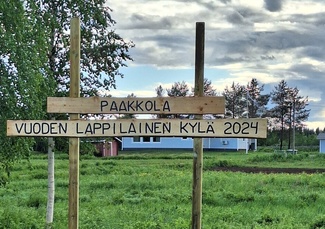 PAAKKOLA
VUODEN LAPPILAINEN KYLÄ 2024